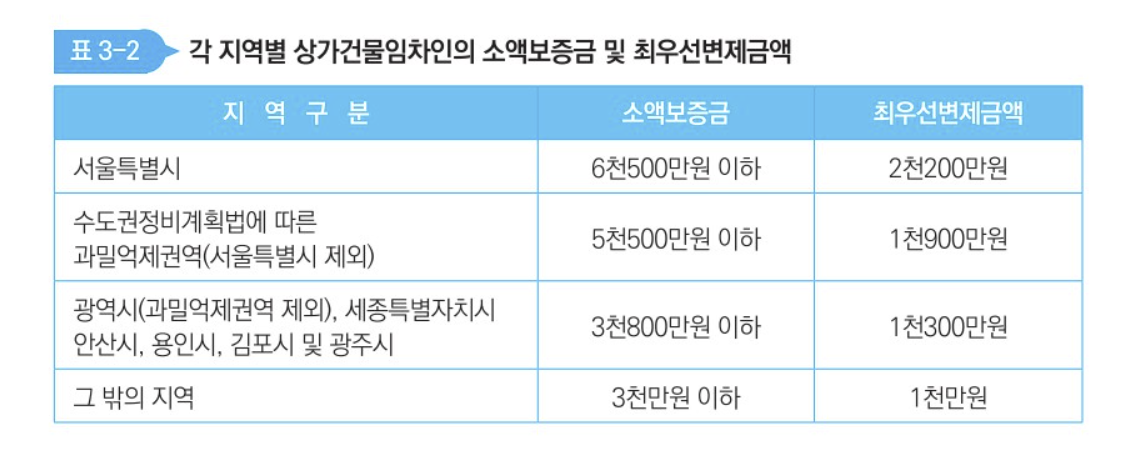 표 3-2 각 지역별 상가건물임차인의 소액보증금 및 최우선변제금액
지 역 구 분 소액보증금 최우선변제금액
서울특별시 6천500만원 이하 2천200만원
수도권정비계획법에 따른
과밀억제권역(서울특별시 제외) 5천500만원 이하 1천900만원
광역시(과밀억제권역 제외), 세종특별자치시
안산시, 용인시, 김포시 및 광주시 3천800만원 이하 1천300만원
그 밖의 지역 3천만원 이하 1천만원